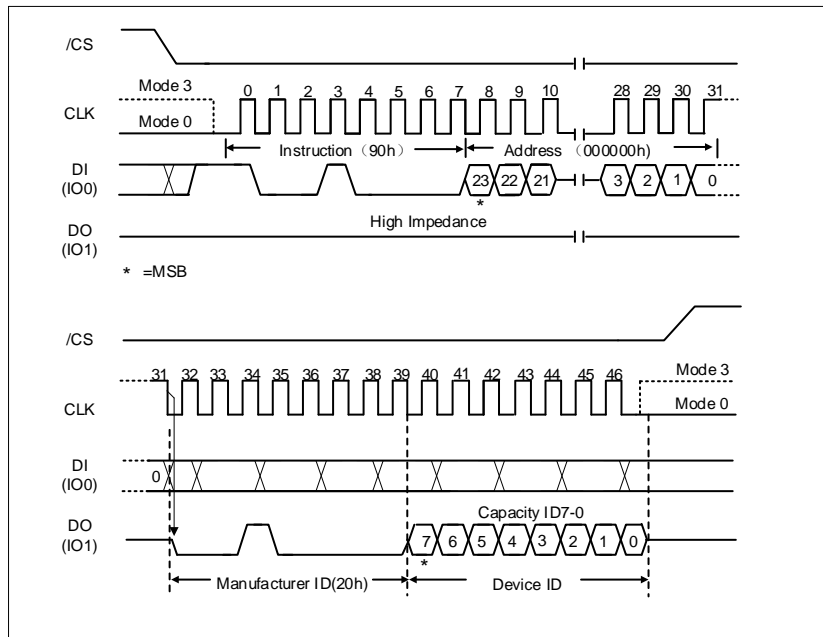 /CS
Mode 3
0 1 2 3 4 5 6 7 8 9 10 28 29 30 31
CLK
Mode 0
Instruction（90h） Address（000000h）
DI
(IO0)
23 22 21 3 2 1 0
*
High Impedance
DO
(IO1)
* =MSB
/CS
31 32 33 34 35 36 37 38 39 40 41 42 43 44 45 46
Mode 3
CLK
Mode 0
DI
(IO0)
0
Capacity ID7-0
DO
(IO1)
7 6 5 4 3 2 1 0
*
Manufacturer ID(20h) Device ID